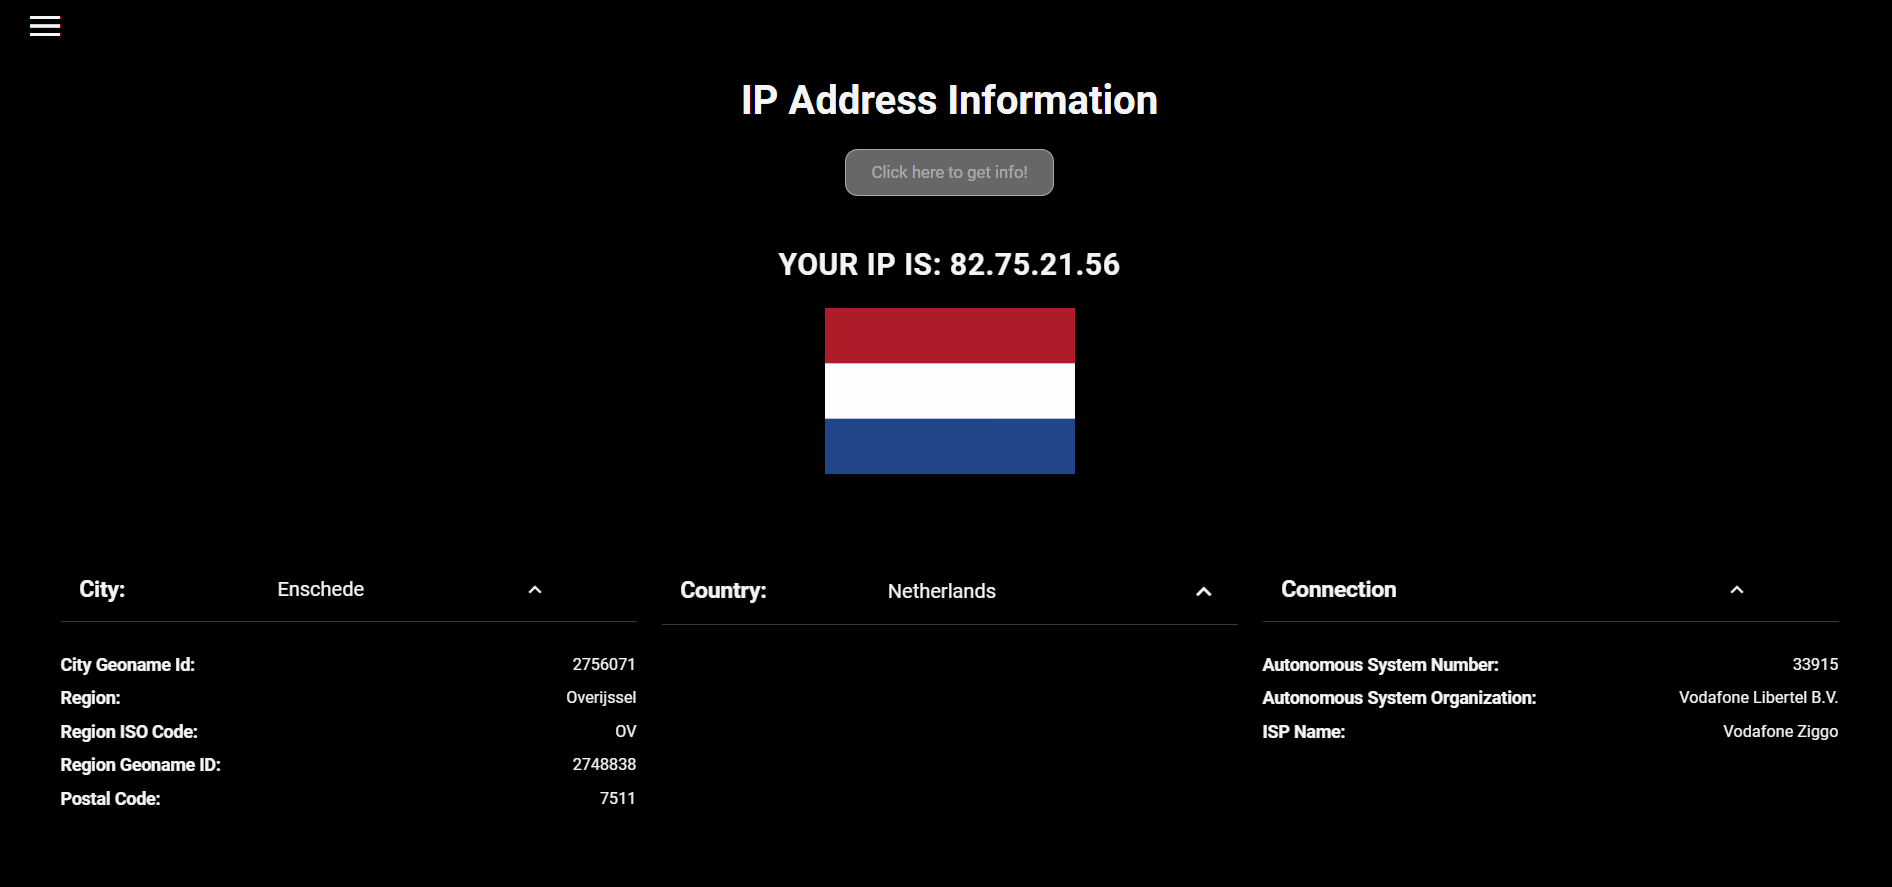 IP Address Information
Click here to get info!
YOUR IP IS: 82.75.21.56
City: Enschede
City Geoname Id: 2756071
Region: Overijssel
Region ISO Code: OV
Region Geoname ID: 2748838
Postal Code: 7511
Country: Netherlands
Connection
Autonomous System Number: 33915
Autonomous System Organization: Vodafone Libertel B.V.
ISP Name: Vodafone Ziggo